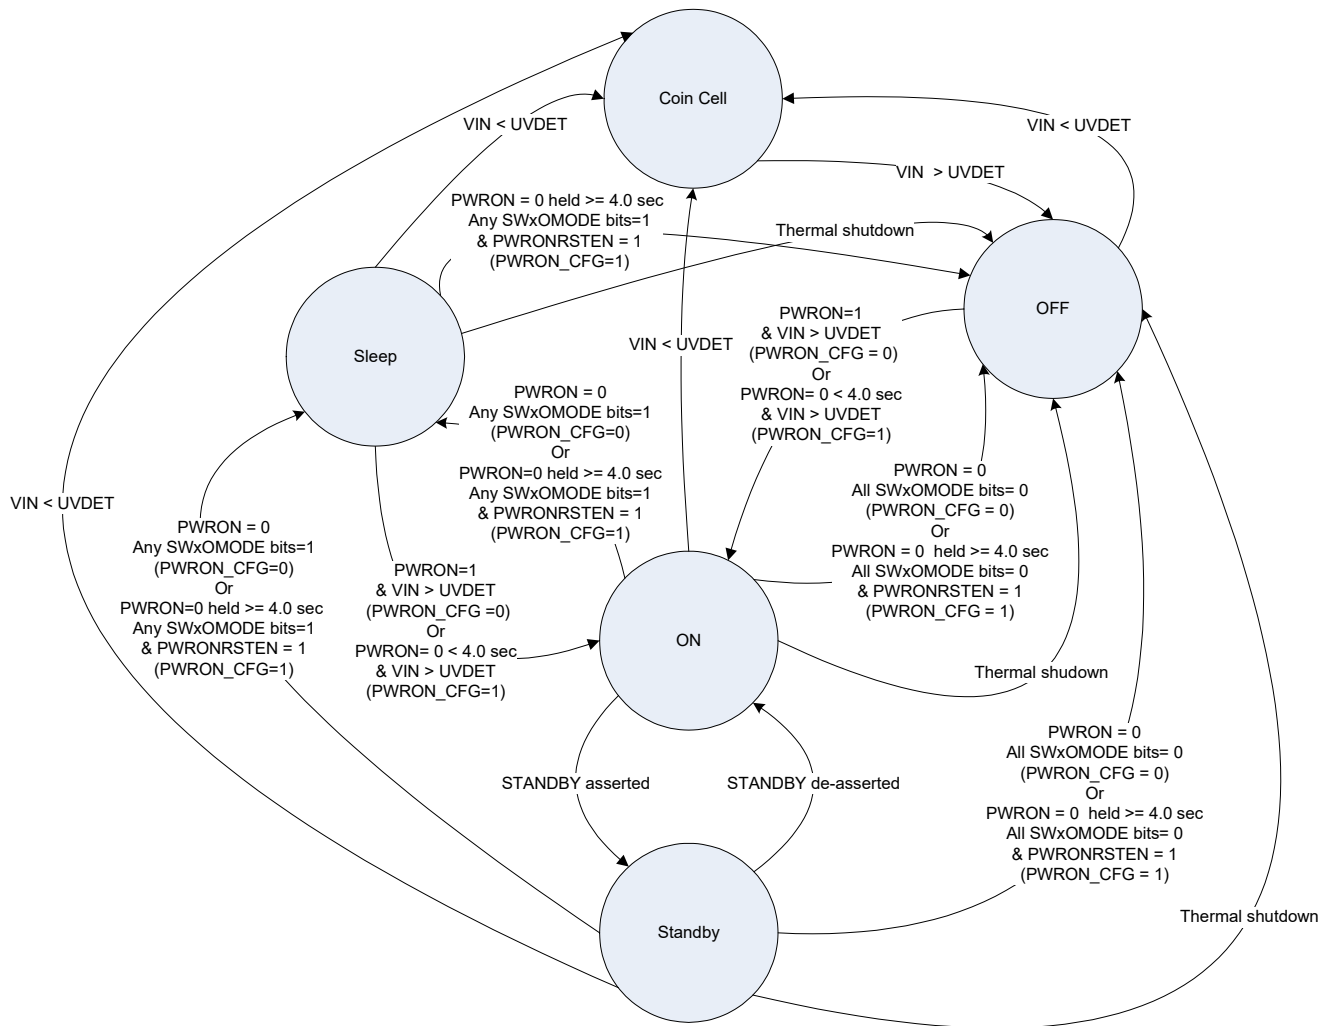 Coin Cell
VIN < UVDET
VIN < UVDET
VIN  > UVDET
PWRON = 0 held >= 4.0 sec
Any SWxOMODE bits=1
& PWRONRSTEN = 1
(PWRON_CFG=1)
Thermal shutdown
OFF
Sleep
PWRON=1
& VIN > UVDET
(PWRON_CFG = 0)
Or
PWRON= 0 < 4.0 sec
& VIN > UVDET
(PWRON_CFG=1)
VIN < UVDET
PWRON = 0
Any SWxOMODE bits=1
(PWRON_CFG=0)
Or
PWRON=0 held >= 4.0 sec
Any SWxOMODE bits=1
& PWRONRSTEN = 1
(PWRON_CFG=1)
PWRON = 0
All SWxOMODE bits= 0
(PWRON_CFG = 0)
Or
PWRON = 0  held >= 4.0 sec
All SWxOMODE bits= 0
& PWRONRSTEN = 1
(PWRON_CFG = 1)
VIN < UVDET
PWRON = 0
Any SWxOMODE bits=1
(PWRON_CFG=0)
Or
PWRON=0 held >= 4.0 sec
Any SWxOMODE bits=1
& PWRONRSTEN = 1
(PWRON_CFG=1)
PWRON=1
& VIN > UVDET
(PWRON_CFG =0)
Or
PWRON= 0 < 4.0 sec
& VIN > UVDET
(PWRON_CFG=1)
ON
Thermal shudown
STANDBY asserted
STANDBY de-asserted
PWRON = 0
All SWxOMODE bits= 0
(PWRON_CFG = 0)
Or
PWRON = 0  held >= 4.0 sec
All SWxOMODE bits= 0
& PWRONRSTEN = 1
(PWRON_CFG = 1)
Thermal shutdown
Standby